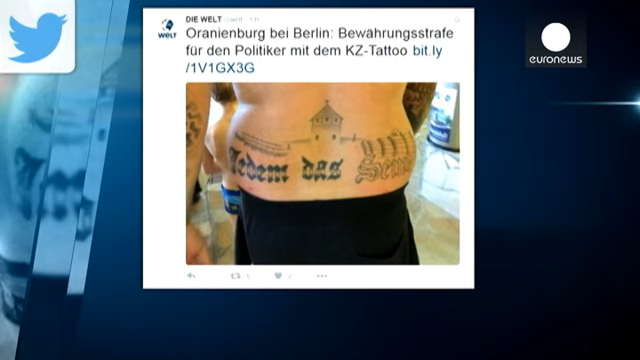 DIE WELT
Oranienburg bei Berlin: Bewährungsstrafe
für den Politiker mit dem KZ-Tattoo bit.ly
/1V1GX3G
WELT
euronews
Jedem das Seine